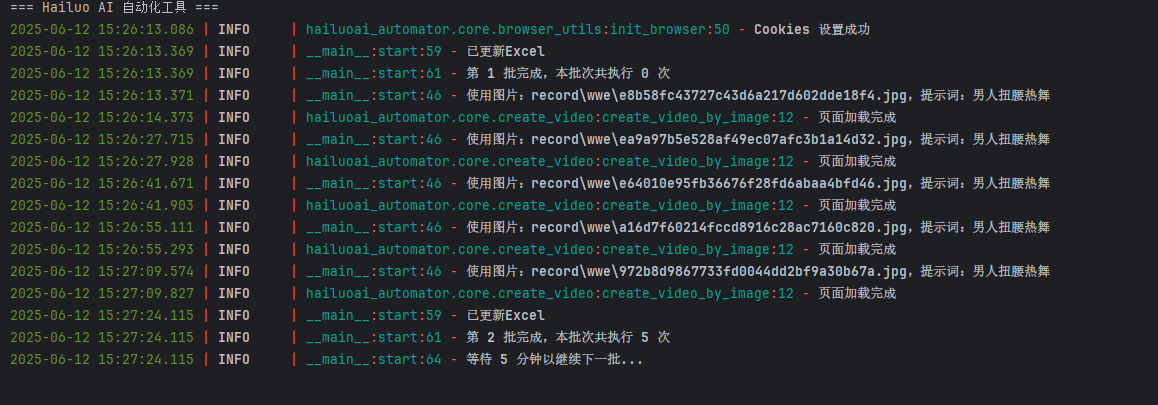 === Hailuo AI 自动化工具 ===
2025-06-12 15:26:13.086 | INFO     | hailuoai_automator.core.browser_utils:init_browser:50 - Cookies 设置成功
2025-06-12 15:26:13.369 | INFO     | __main__:start:59 - 已更新Excel
2025-06-12 15:26:13.369 | INFO     | __main__:start:61 - 第 1 批完成，本批次共执行 0 次
2025-06-12 15:26:13.371 | INFO     | __main__:start:46 - 使用图片：record\wwe\e8b58fc43727c43d6a217d602dde18f4.jpg，提示词：男人扭腰热舞
2025-06-12 15:26:14.373 | INFO     | hailuoai_automator.core.create_video:create_video_by_image:12 - 页面加载完成
2025-06-12 15:26:27.715 | INFO     | __main__:start:46 - 使用图片：record\wwe\ea9a97b5e528af49ec07afc3b1a14d32.jpg，提示词：男人扭腰热舞
2025-06-12 15:26:27.928 | INFO     | hailuoai_automator.core.create_video:create_video_by_image:12 - 页面加载完成
2025-06-12 15:26:41.671 | INFO     | __main__:start:46 - 使用图片：record\wwe\e64010e95fb36676f28fd6abaa4bfd46.jpg，提示词：男人扭腰热舞
2025-06-12 15:26:41.903 | INFO     | hailuoai_automator.core.create_video:create_video_by_image:12 - 页面加载完成
2025-06-12 15:26:55.111 | INFO     | __main__:start:46 - 使用图片：record\wwe\a16d7f60214fccd8916c28ac7160c820.jpg，提示词：男人扭腰热舞
2025-06-12 15:26:55.293 | INFO     | hailuoai_automator.core.create_video:create_video_by_image:12 - 页面加载完成
2025-06-12 15:27:09.574 | INFO     | __main__:start:46 - 使用图片：record\wwe\972b8d9867733fd0044dd2bf9a30b67a.jpg，提示词：男人扭腰热舞
2025-06-12 15:27:09.827 | INFO     | hailuoai_automator.core.create_video:create_video_by_image:12 - 页面加载完成
2025-06-12 15:27:24.115 | INFO     | __main__:start:59 - 已更新Excel
2025-06-12 15:27:24.115 | INFO     | __main__:start:61 - 第 2 批完成，本批次共执行 5 次
2025-06-12 15:27:24.115 | INFO     | __main__:start:64 - 等待 5 分钟以继续下一批...